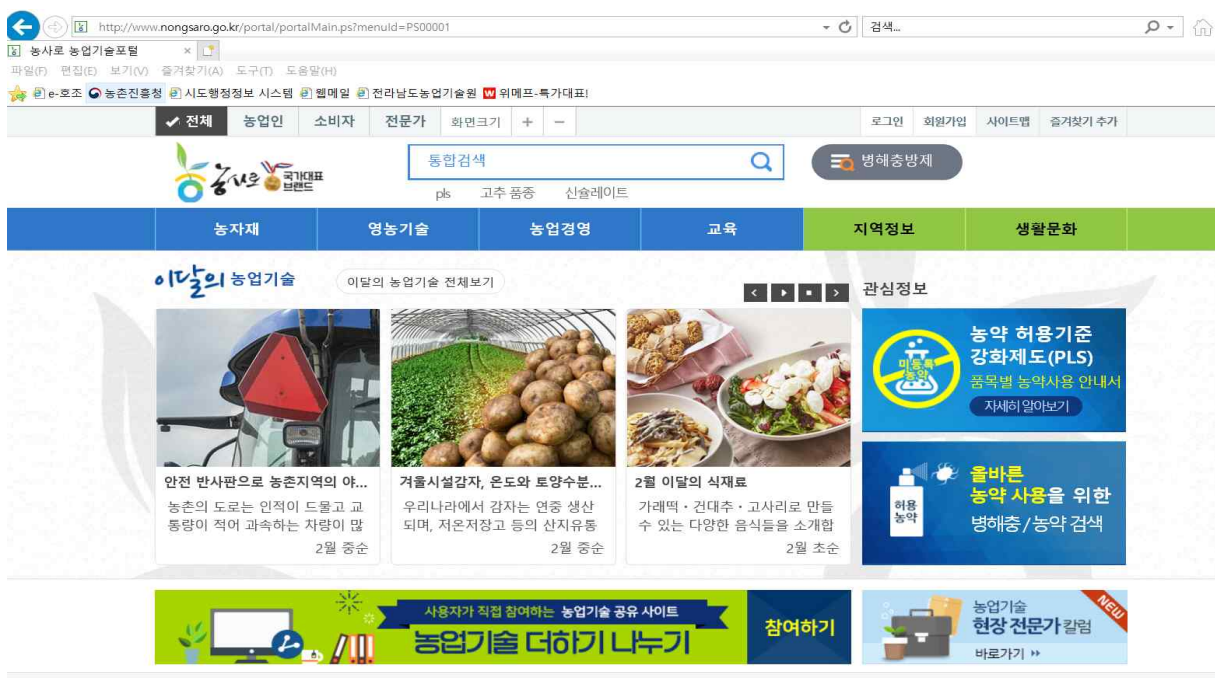 http://www.nongsaro.go.kr/portal/portalMain.ps?menuId=PS00001
검색...
농사로 농업기술포털
파일(F) 편집(E) 보기(V) 즐겨찾기(A) 도구(T) 도움말(H)
e-호조 농촌진흥청 시도행정정보 시스템 웹메일 전라남도농업기술원 위메프-특가대표!
전체 농업인 소비자 전문가 화면크기 + −
로그인 회원가입 사이트맵 즐겨찾기 추가
농사로 국가대표 브랜드
통합검색
병해충방제
pls 고추 품종 신슐레이트
농자재 영농기술 농업경영 교육 지역정보 생활문화
이달의 농업기술
이달의 농업기술 전체보기
관심정보
안전 반사판으로 농촌지역의 야...
농촌의 도로는 인적이 드물고 교
통량이 적어 과속하는 차량이 많
2월 중순
겨울시설감자, 온도와 토양수분...
우리나라에서 감자는 연중 생산
되며, 저온저장고 등의 산지유통
2월 중순
2월 이달의 식재료
가래떡・건대추・고사리로 만들
수 있는 다양한 음식들을 소개합
2월 초순
미등록
농약
농약 허용기준
강화제도(PLS)
품목별 농약사용 안내서
자세히 알아보기
허용
농약
올바른
농약 사용을 위한
병해충/농약 검색
사용자가 직접 참여하는 농업기술 공유 사이트
농업기술 더하기 나누기
참여하기
농업기술
현장 전문가 칼럼
바로가기
NEW